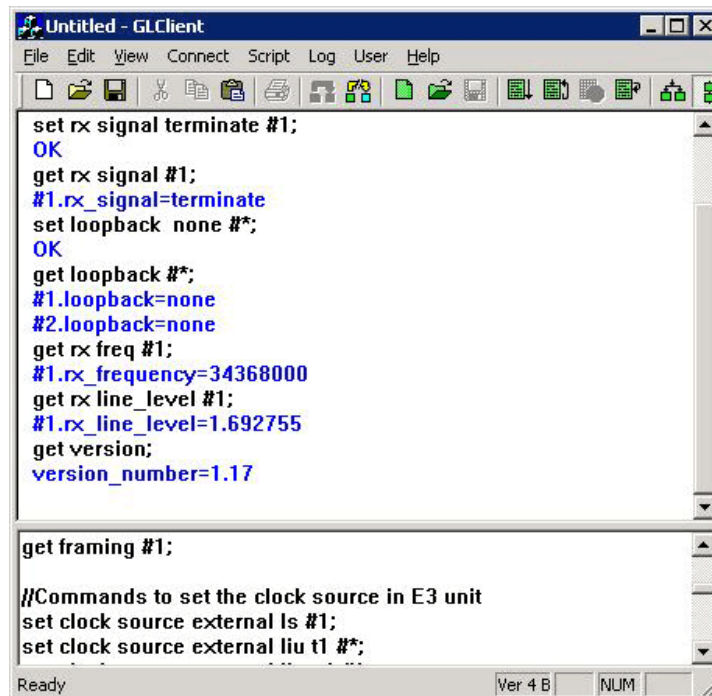 Untitled - GLClient
File Edit View Connect Script Log User Help
set rx signal terminate #1;
OK
get rx signal #1;
#1.rx_signal=terminate
set loopback  none #*;
OK
get loopback #*;
#1.loopback=none
#2.loopback=none
get rx freq #1;
#1.rx_frequency=34368000
get rx line_level #1;
#1.rx_line_level=1.692755
get version;
version_number=1.17
get framing #1;
//Commands to set the clock source in E3 unit
set clock source external ls #1;
set clock source external liu t1 #*;
Ready Ver 4 B NUM